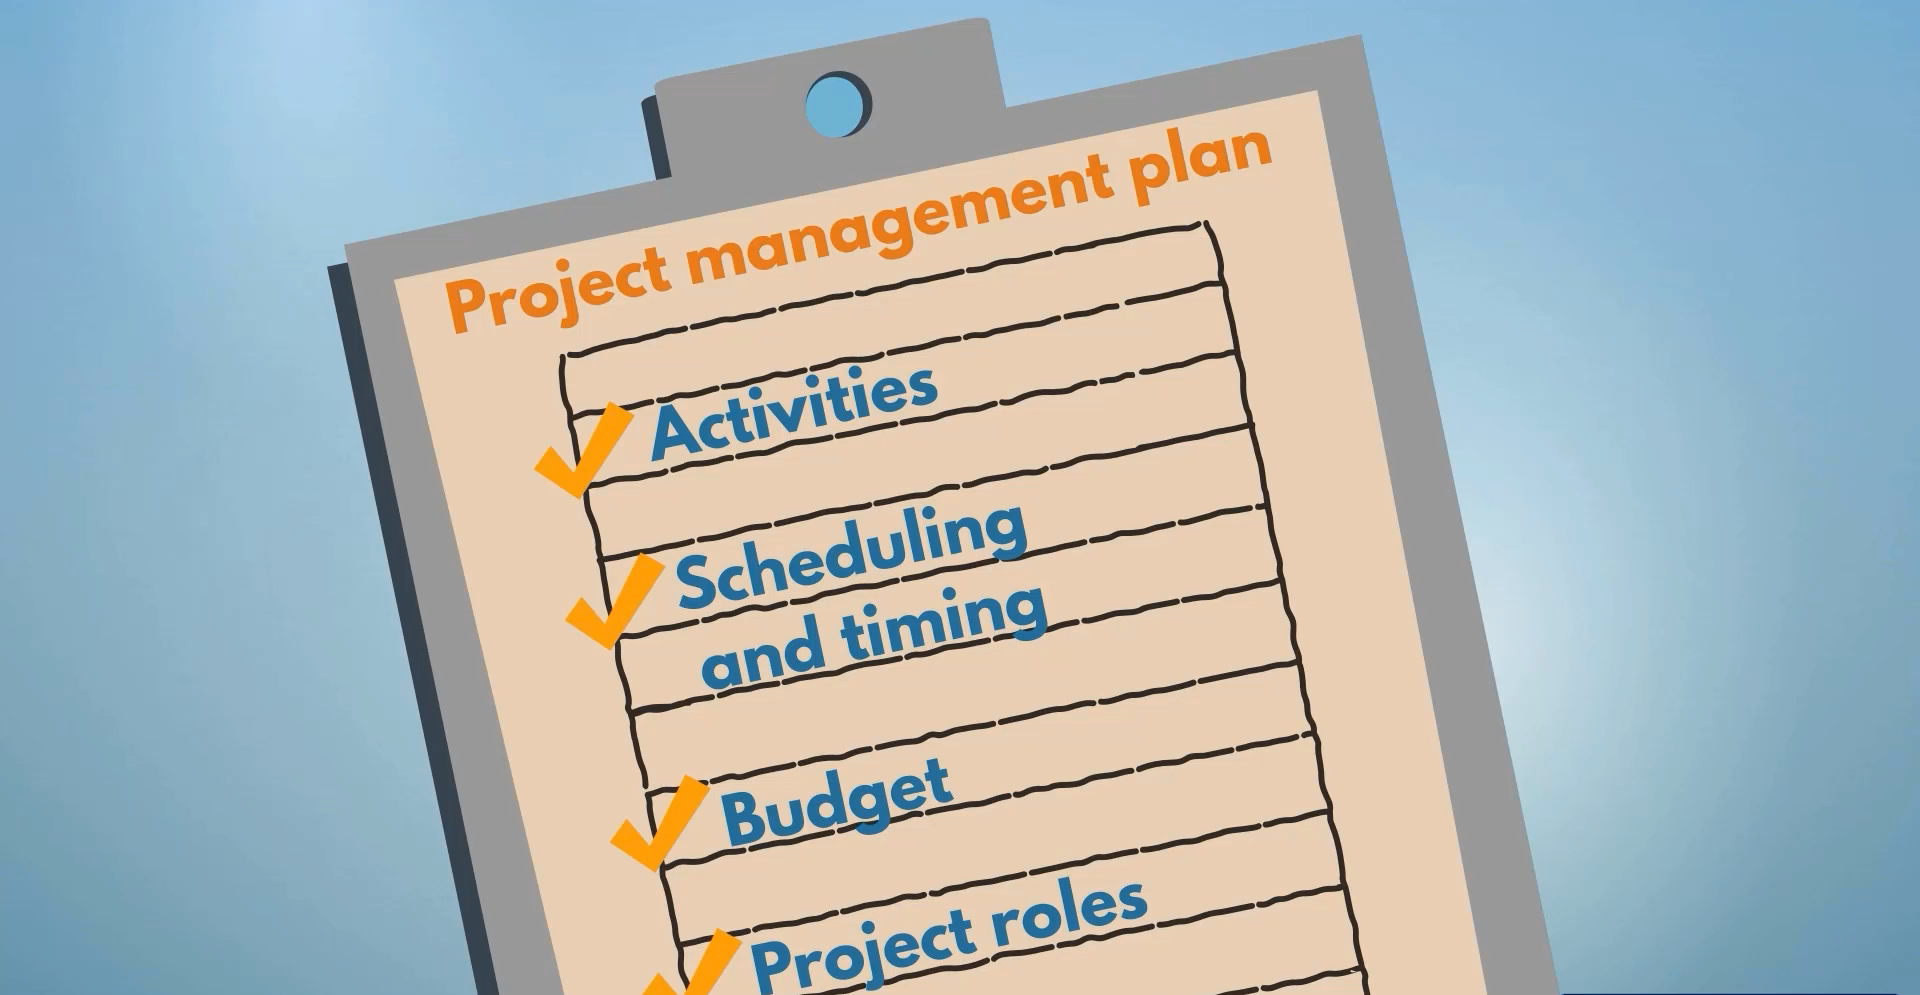 Project management plan
Activities
Scheduling
and timing
Budget
Project roles